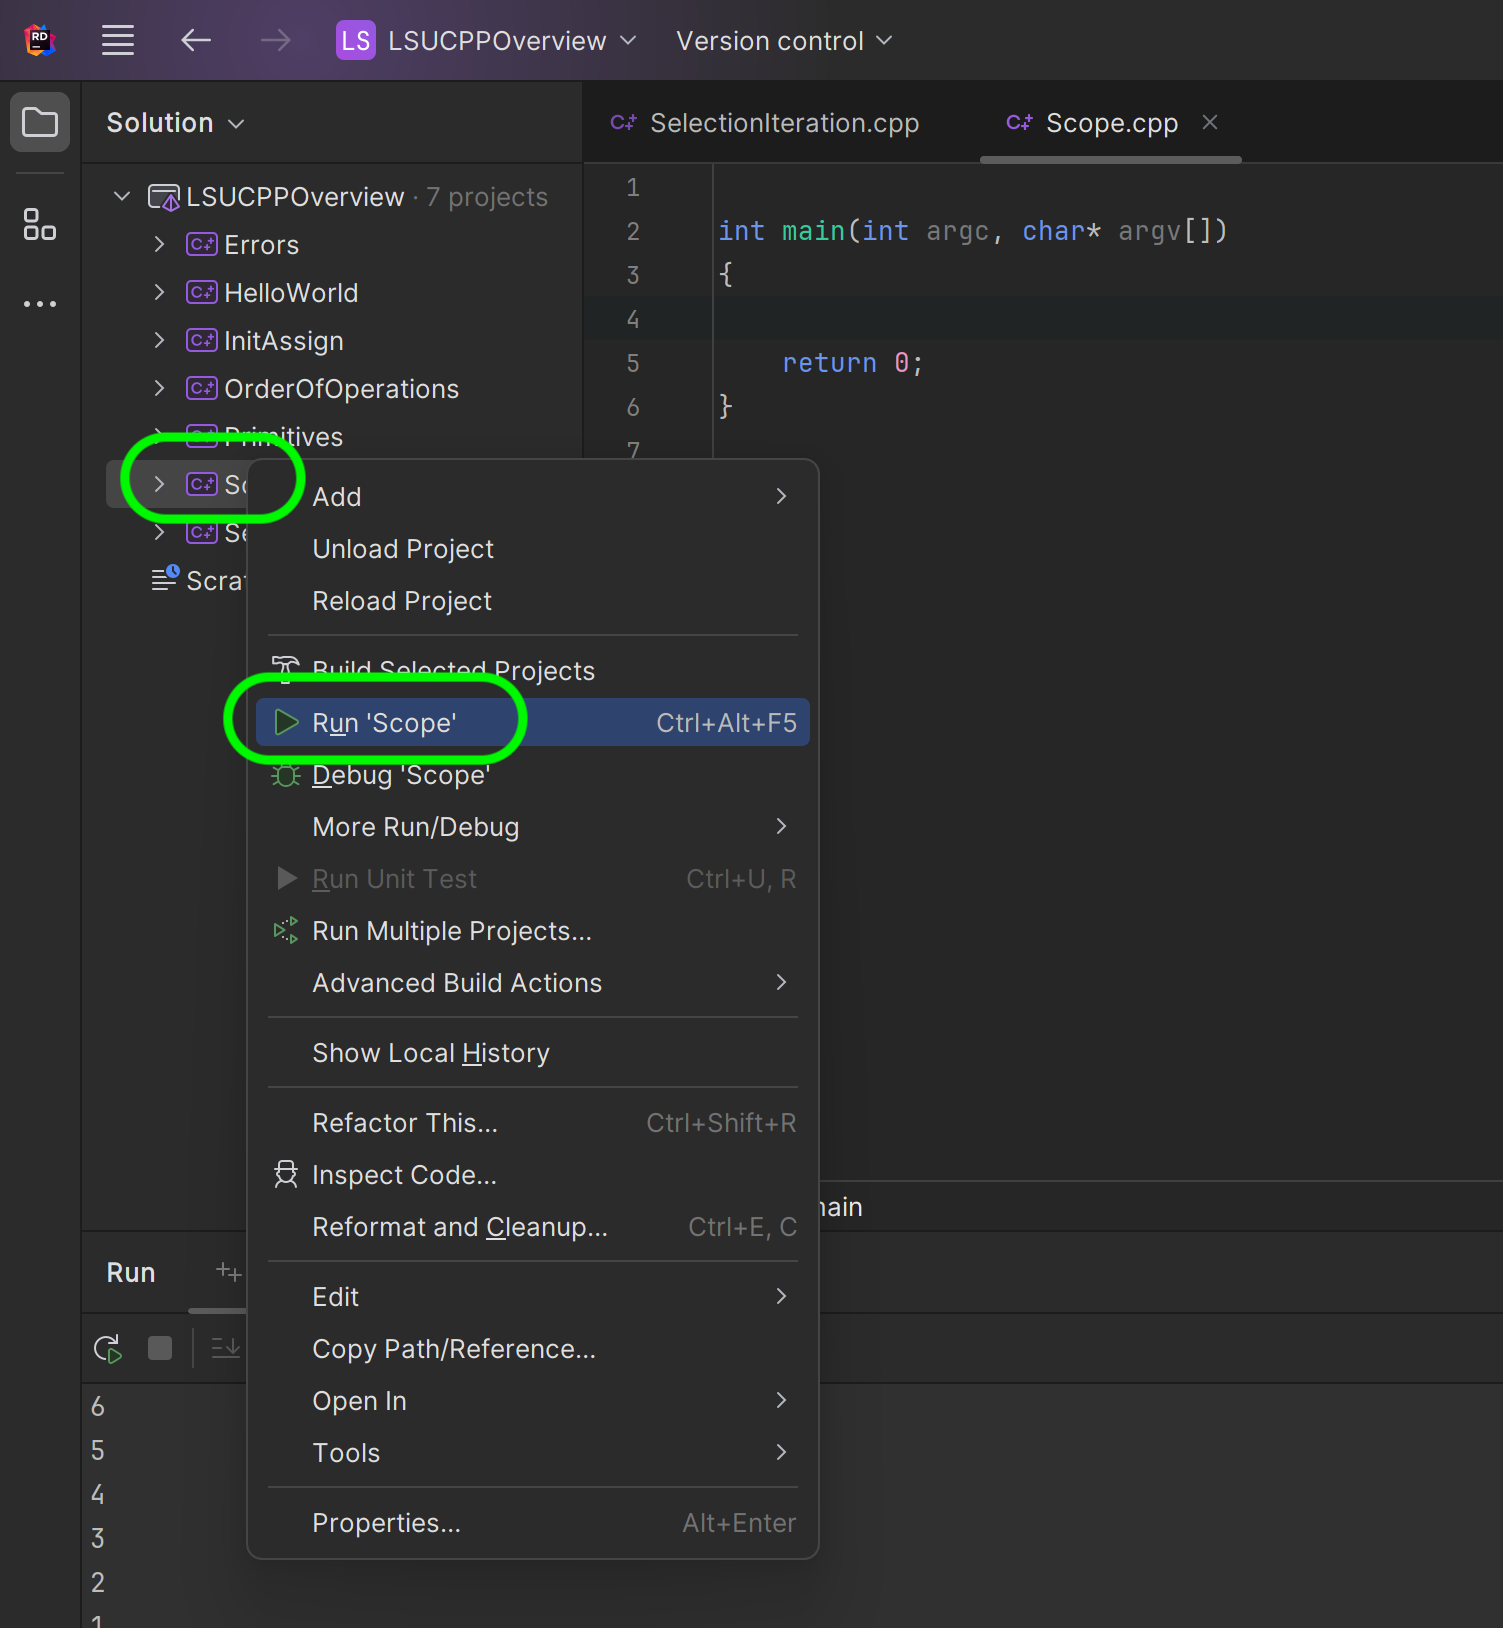 RD
LS LSUCPPOverview Version control
Solution
SelectionIteration.cpp Scope.cpp
LSUCPPOverview · 7 projects
Errors
HelloWorld
InitAssign
OrderOfOperations
Primitives
Sc
Se
Scra
1
2 int main(int argc, char* argv[])
3 {
4
5 return 0;
6 }
7
Add
Unload Project
Reload Project
Build Selected Projects
Run 'Scope' Ctrl+Alt+F5
Debug 'Scope'
More Run/Debug
Run Unit Test Ctrl+U, R
Run Multiple Projects...
Advanced Build Actions
Show Local History
Refactor This... Ctrl+Shift+R
Inspect Code...
Reformat and Cleanup... Ctrl+E, C
Edit
Copy Path/Reference...
Open In
Tools
Properties... Alt+Enter
main
Run
6
5
4
3
2
1